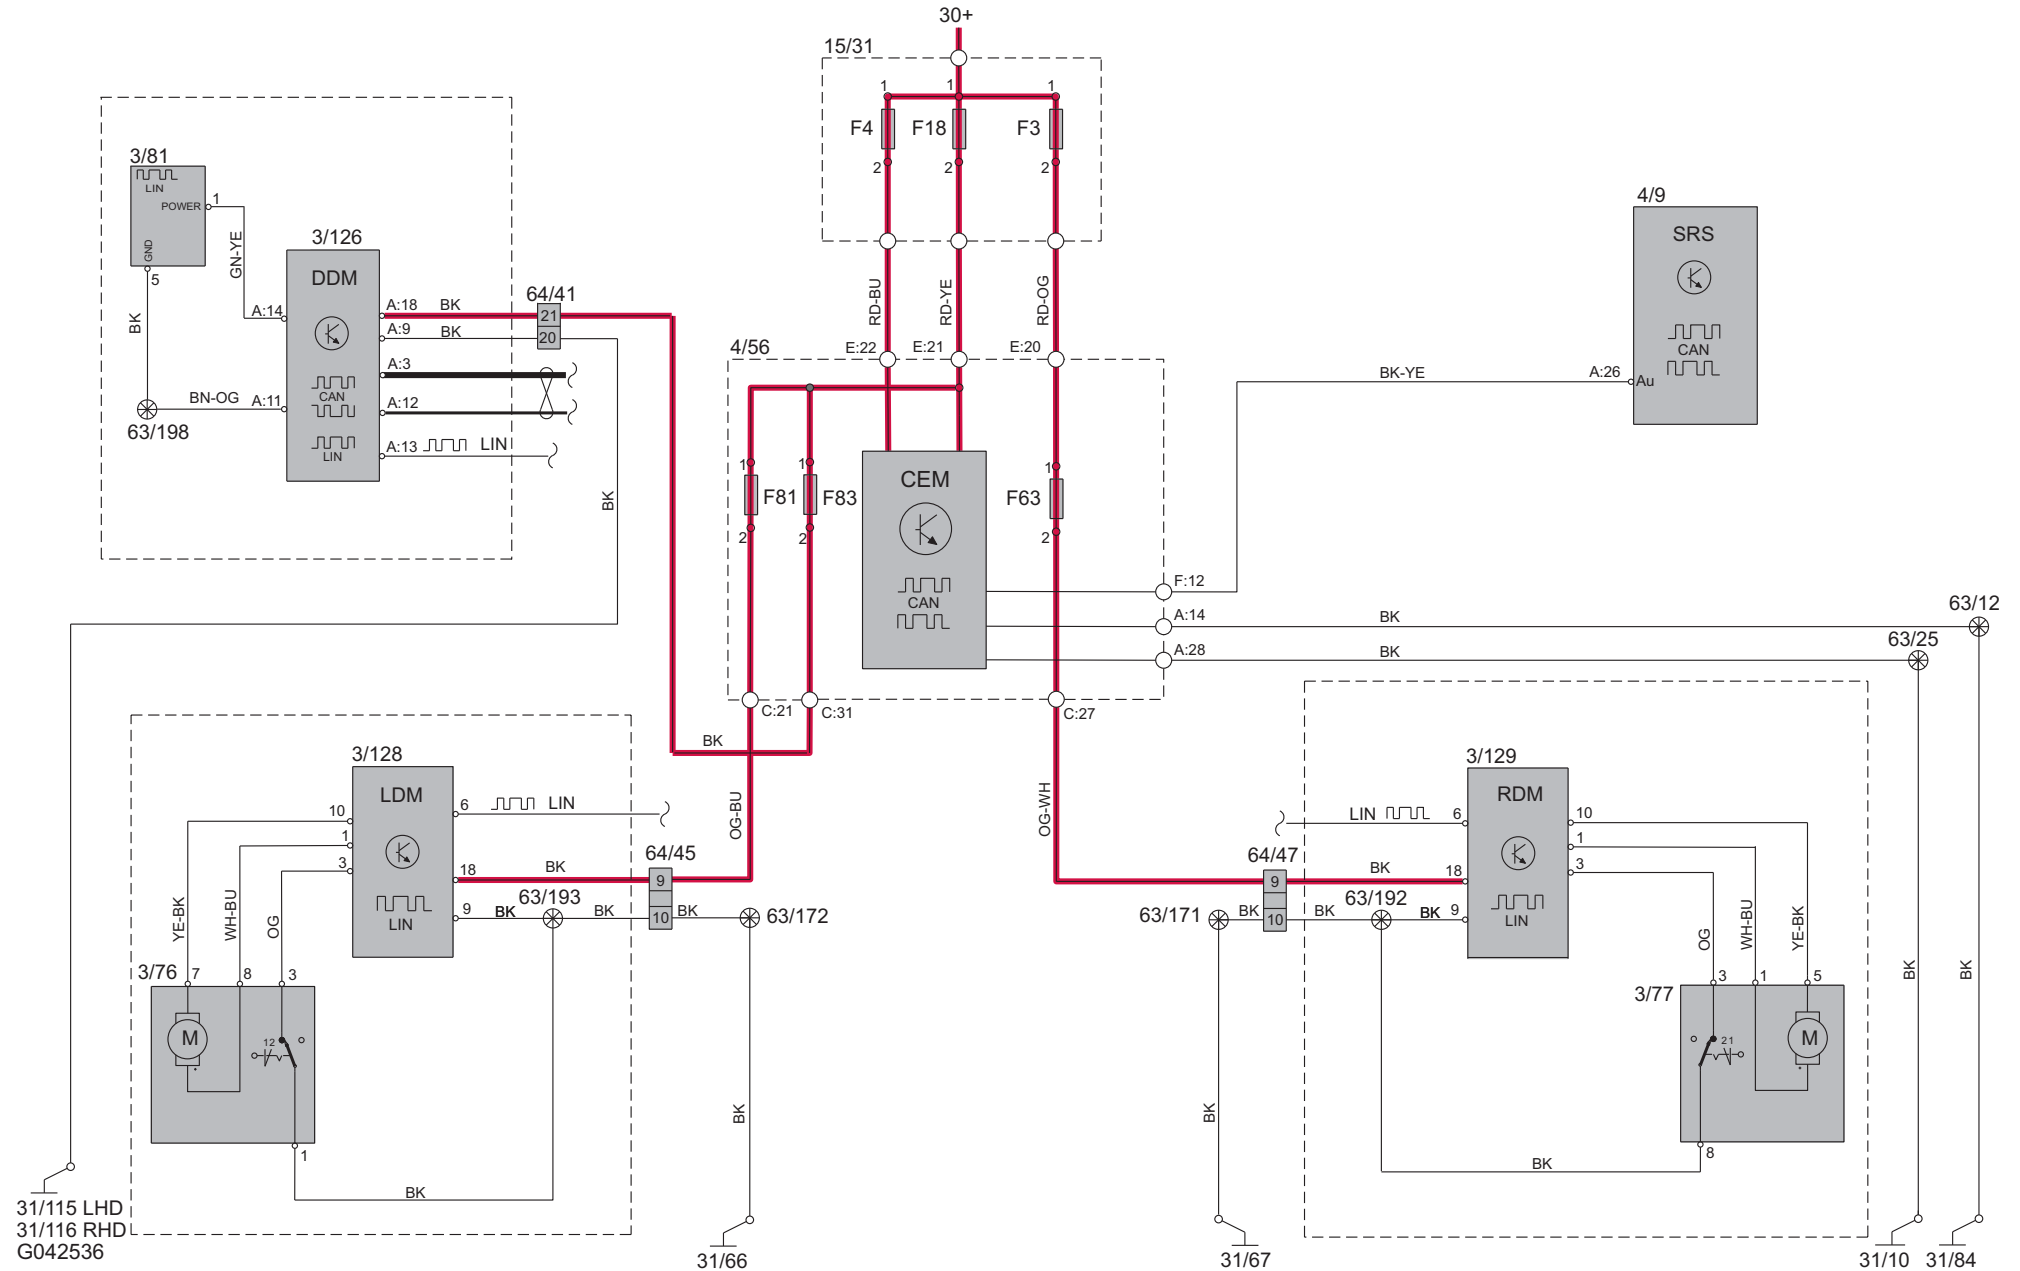 30+
15/31
1
1
1
F4
F18
F3
2
2
2
RD-BU
RD-YE
RD-OG
3/81
LIN
POWER
1
GND
5
GN-YE
BK
3/126
DDM
A:14
A:18
BK
64/41
21
A:9
BK
20
A:3
CAN
BN-OG
A:11
A:12
63/198
LIN
A:13
LIN
BK
4/9
SRS
CAN
BK-YE
A:26
Au
4/56
E:22
E:21
E:20
1
1
1
F81
F83
F63
2
2
2
CEM
CAN
F:12
A:14
BK
63/12
A:28
BK
63/25
C:21
C:31
C:27
BK
OG-BU
OG-WH
3/128
LDM
LIN
10
1
3
6
LIN
18
BK
64/45
9
9
BK
63/193
BK
10
BK
63/172
YE-BK
WH-BU
OG
3/76
7
8
3
M
12
1
BK
BK
31/115 LHD
31/116 RHD
G042536
31/66
3/129
RDM
LIN
LIN
6
10
1
3
64/47
9
BK
18
63/171
BK
10
BK
63/192
BK
9
OG
WH-BU
YE-BK
3/77
3
1
5
21
M
8
BK
BK
BK
BK
31/67
31/10
31/84